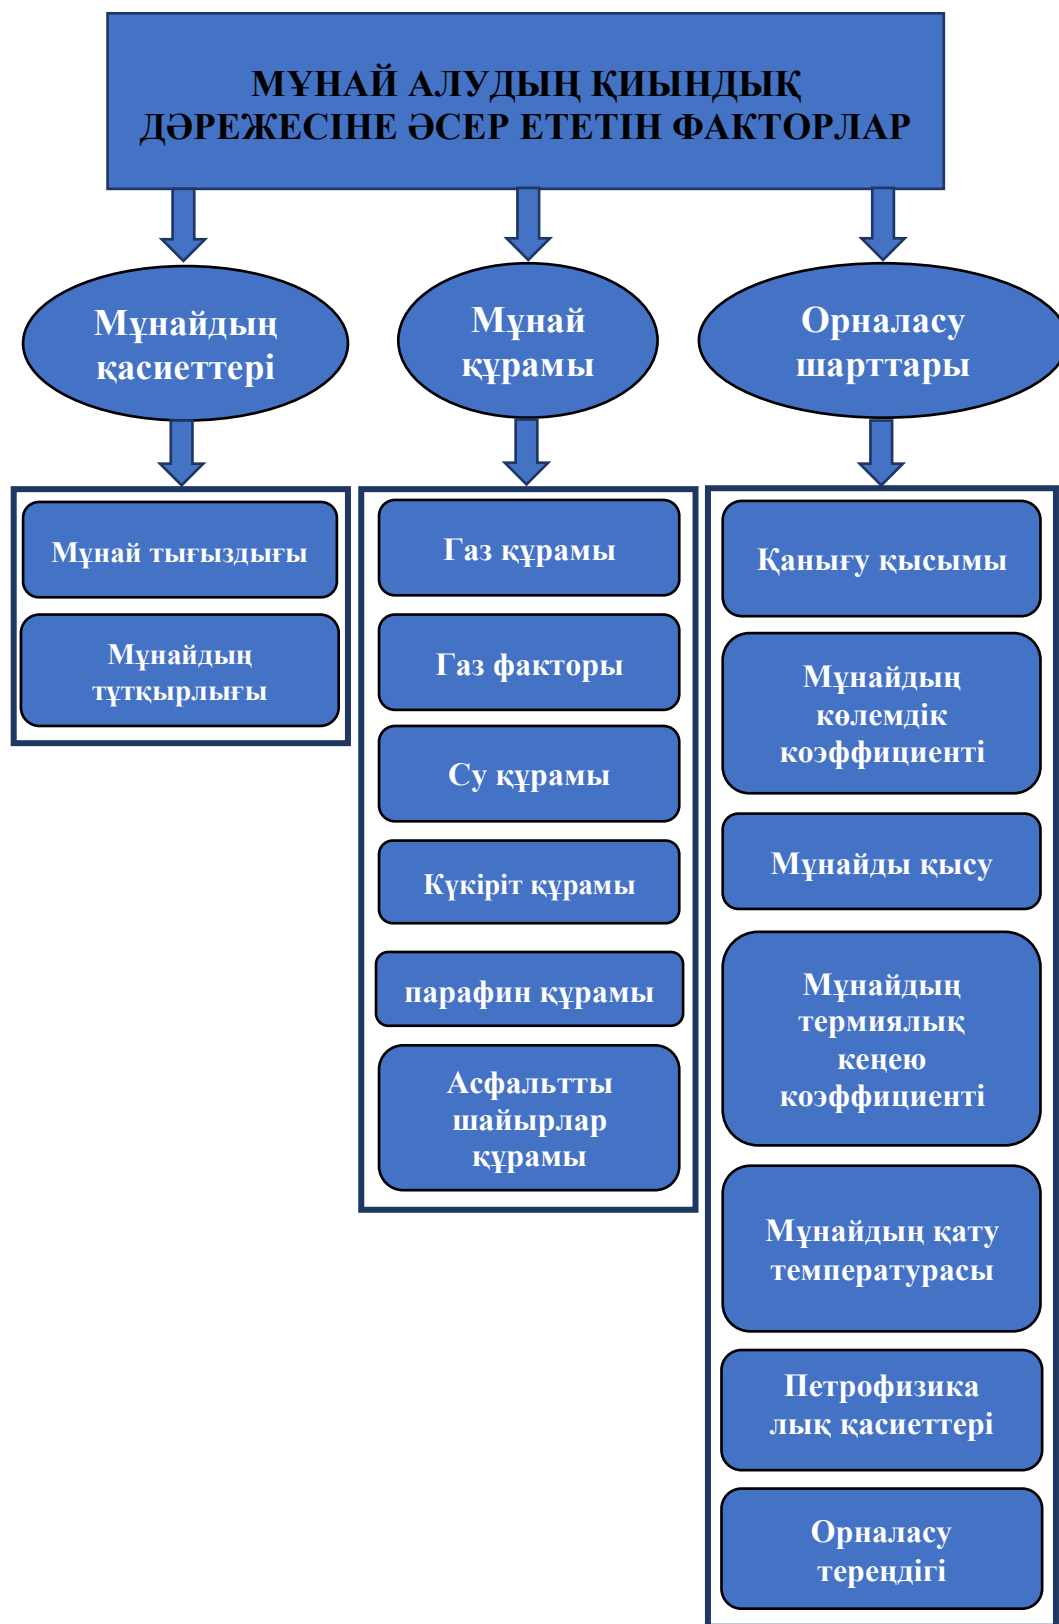 МҰНАЙ АЛУДЫҢ ҚИЫНДЫҚ
ДӘРЕЖЕСІНЕ ӘСЕР ЕТЕТІН ФАКТОРЛАР
Мұнайдың
қасиеттері
Мұнай
құрамы
Орналасу
шарттары
Мұнай тығыздығы
Мұнайдың
тұтқырлығы
Газ құрамы
Газ факторы
Су құрамы
Күкіріт құрамы
парафин құрамы
Асфальтты
шайырлар
құрамы
Қанығу қысымы
Мұнайдың
көлемдік
коэффициенті
Мұнайды қысу
Мұнайдың
термиялық
кеңею
коэффициенті
Мұнайдың қату
температурасы
Петрофизика
лық қасиеттері
Орналасу
тереңдігі